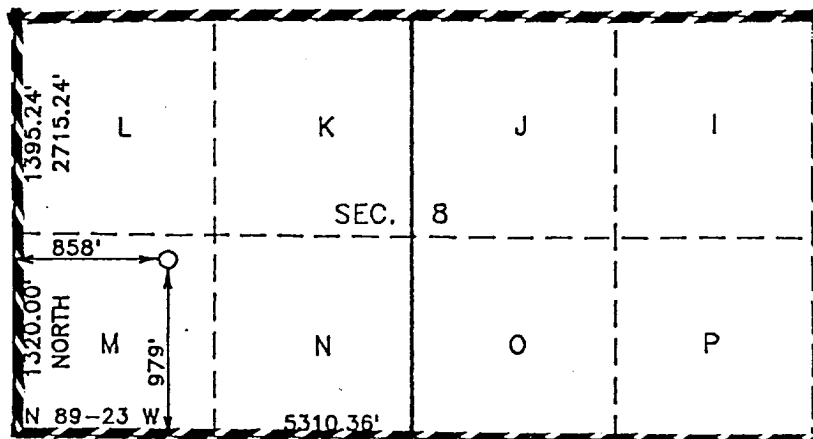 1395.24'
2715.24'
L K J I
SEC. 8
858'
1320.00'
NORTH
M N O P
979'
N 89-23 W 5310.36'